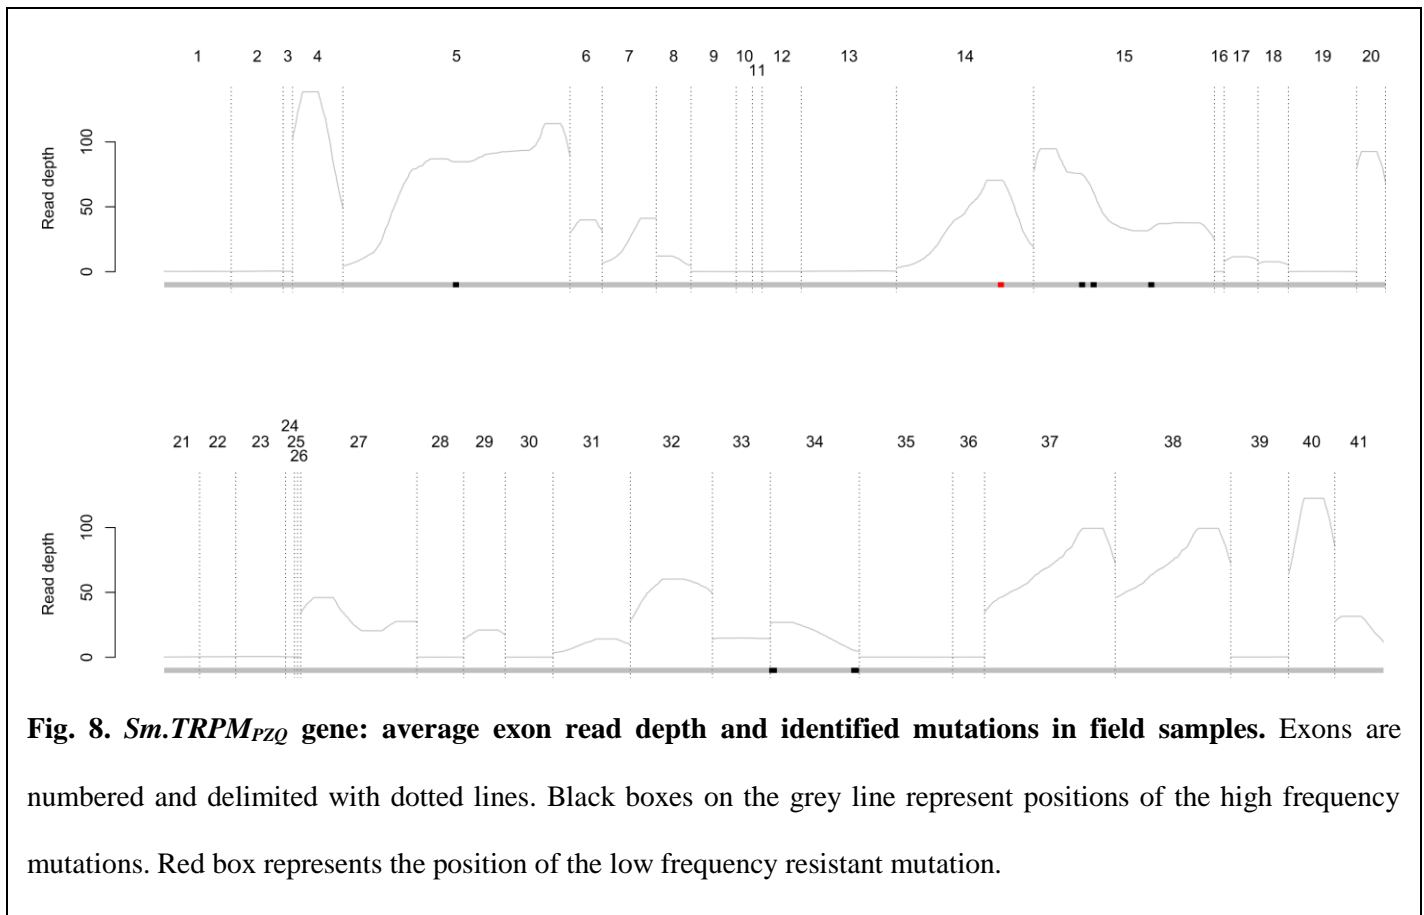 1 2 3 4 5 6 7 8 9 10 11 12 13 14 15 16 17 18 19 20
Read depth
100
50
0
21 22 23 24 25 26 27 28 29 30 31 32 33 34 35 36 37 38 39 40 41
Read depth
100
50
0
Fig. 8. Sm.TRPMPZQ gene: average exon read depth and identified mutations in field samples. Exons are
numbered and delimited with dotted lines. Black boxes on the grey line represent positions of the high frequency
mutations. Red box represents the position of the low frequency resistant mutation.